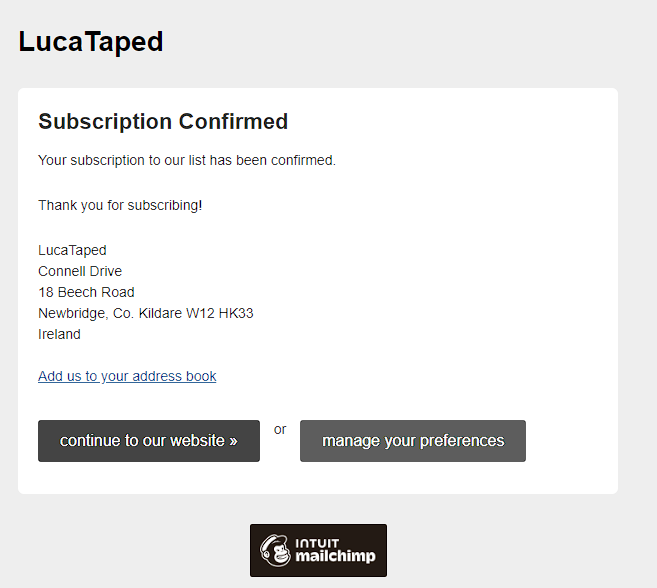 LucaTaped
Subscription Confirmed
Your subscription to our list has been confirmed.
Thank you for subscribing!
LucaTaped
Connell Drive
18 Beech Road
Newbridge, Co. Kildare W12 HK33
Ireland
Add us to your address book
continue to our website »
or
manage your preferences
INTUIT
mailchimp